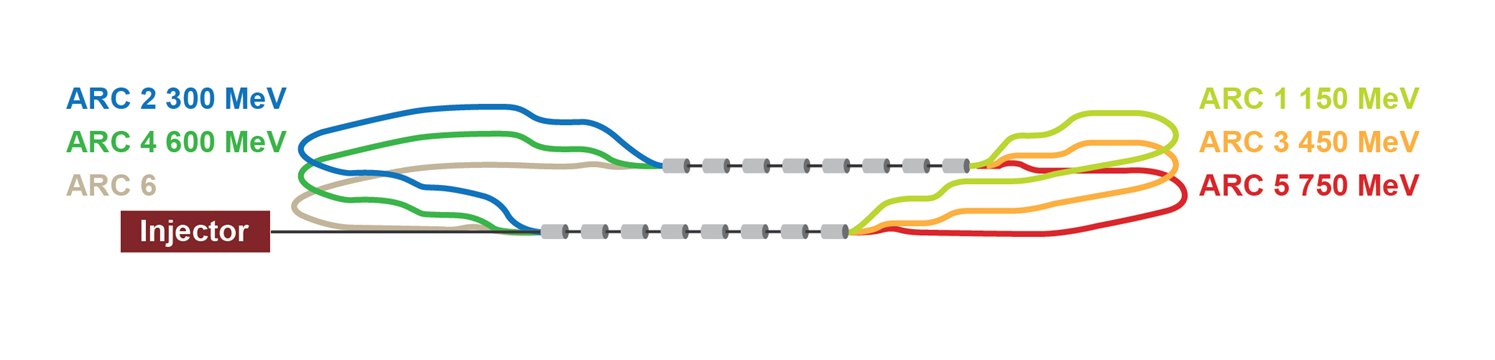 ARC 2 300 MeV
ARC 4 600 MeV
ARC 6
Injector
ARC 1 150 MeV
ARC 3 450 MeV
ARC 5 750 MeV